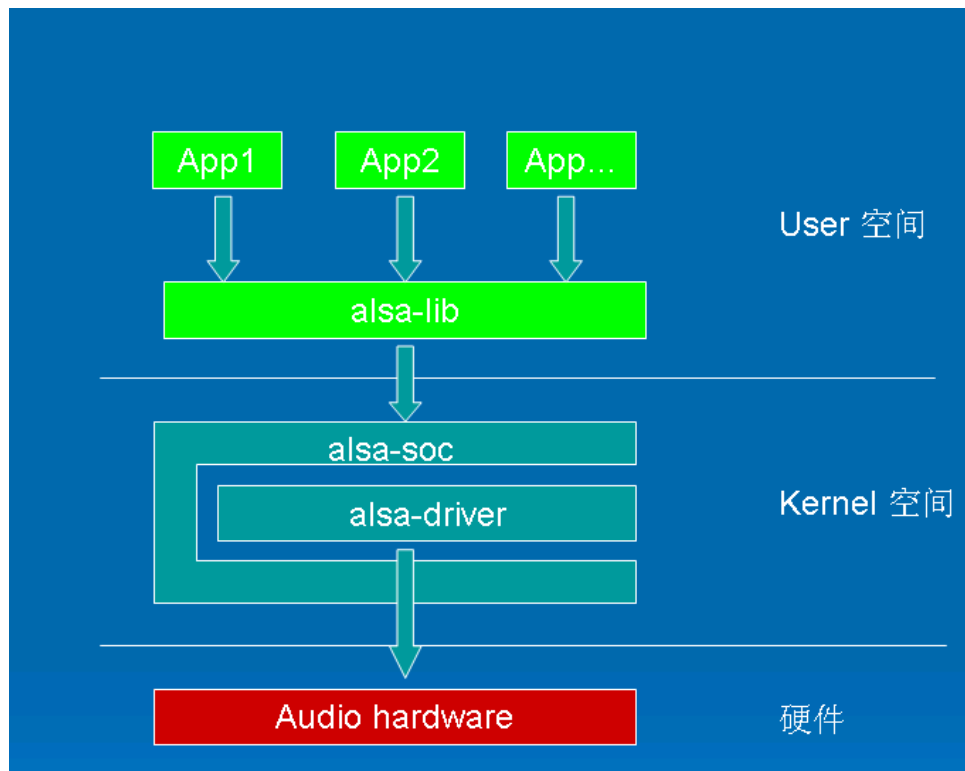 App1
App2
App...
User 空间
alsa-lib
alsa-soc
alsa-driver
Kernel 空间
Audio hardware
硬件